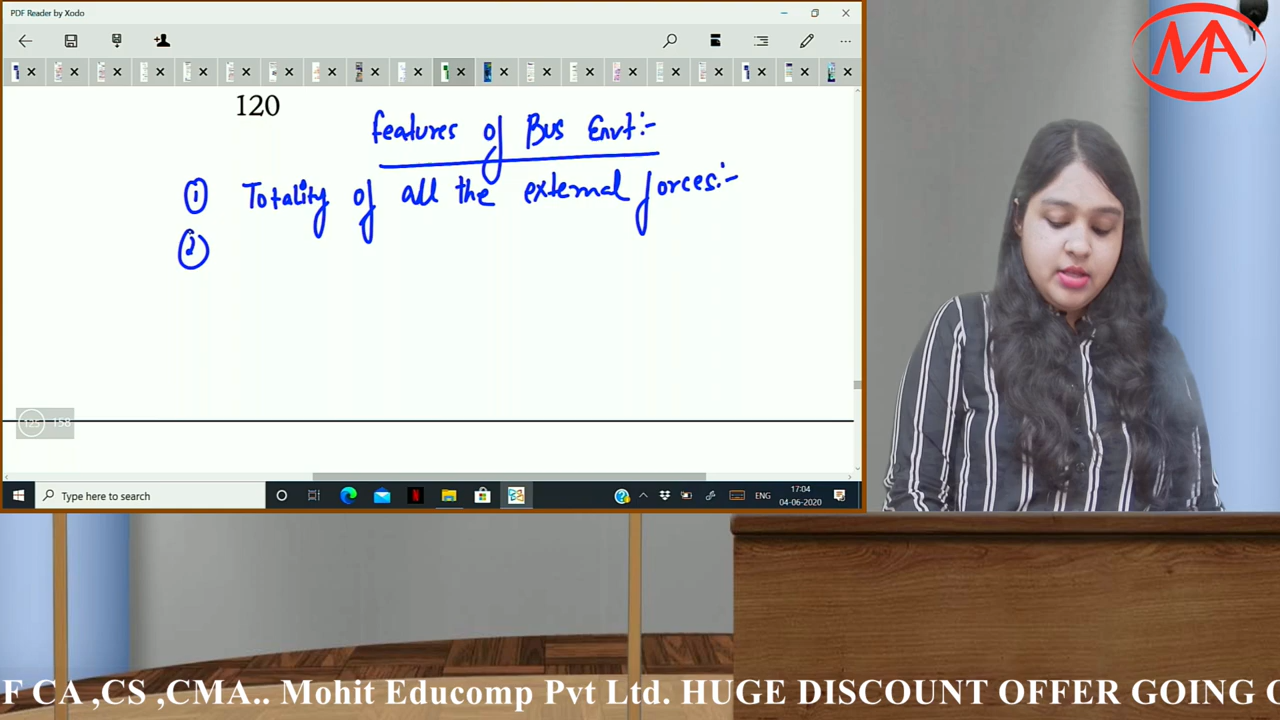 PDF Reader by Xodo
MA
120
features of Bus Envt:-
① Totality of all the external forces:-
②
125 158
Type here to search
ENG
17:04
04-06-2020
F CA ,CS ,CMA.. Mohit Educomp Pvt Ltd. HUGE DISCOUNT OFFER GOING